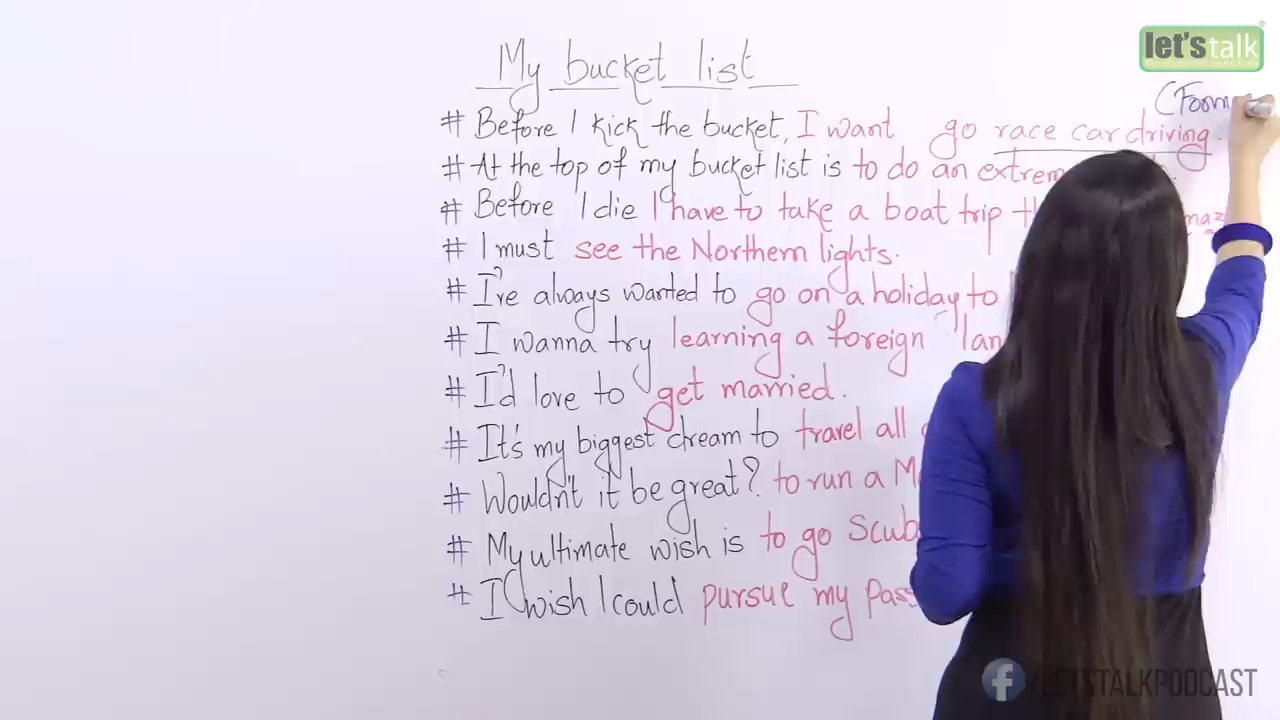 My bucket list
let's talk
(Form
# Before I kick the bucket, I want go race car driving.
# At the top of my bucket list is to do an extrem
# Before I die I have to take a boat trip th maz
# I must see the Northern lights.
# I've always wanted to go on a holiday to
# I wanna try learning a foreign lan
# I'd love to get married.
# It's my biggest dream to travel all
# Wouldn't it be great? to run a M
# My ultimate wish is to go Scub
# I wish I could pursue my pass
/LETSTALKPODCAST